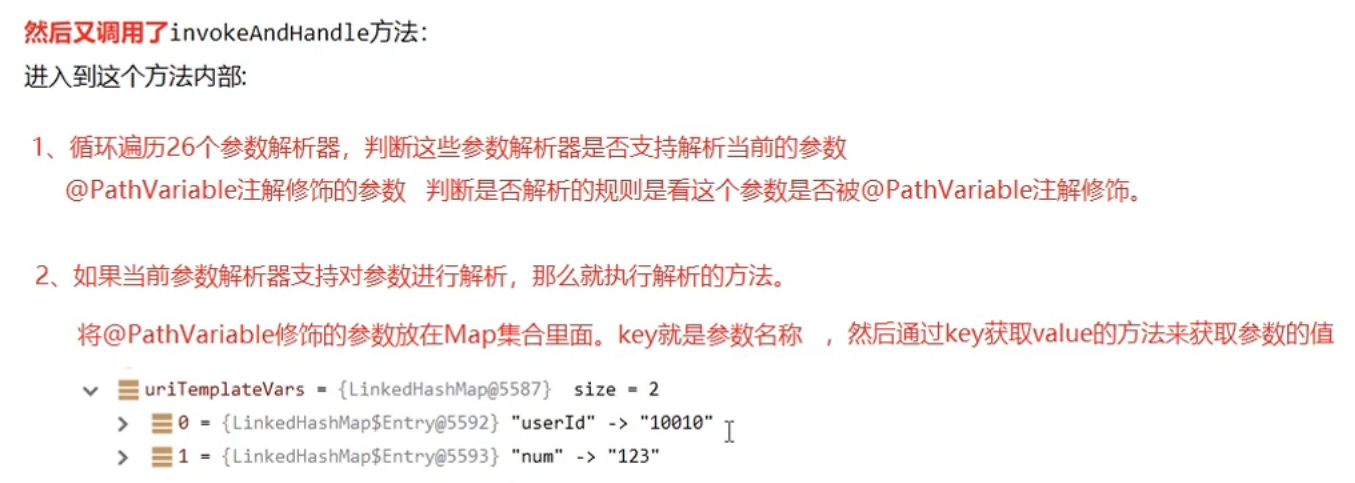 然后又调用了invokeAndHandle方法：
进入到这个方法内部:
1、循环遍历26个参数解析器，判断这些参数解析器是否支持解析当前的参数
@PathVariable注解修饰的参数 判断是否解析的规则是看这个参数是否被@PathVariable注解修饰。
2、如果当前参数解析器支持对参数进行解析，那么就执行解析的方法。
将@PathVariable修饰的参数放在Map集合里面。key就是参数名称 ，然后通过key获取value的方法来获取参数的值
uriTemplateVars = {LinkedHashMap@5587} size = 2
0 = {LinkedHashMap$Entry@5592} "userId" -> "10010"
1 = {LinkedHashMap$Entry@5593} "num" -> "123"